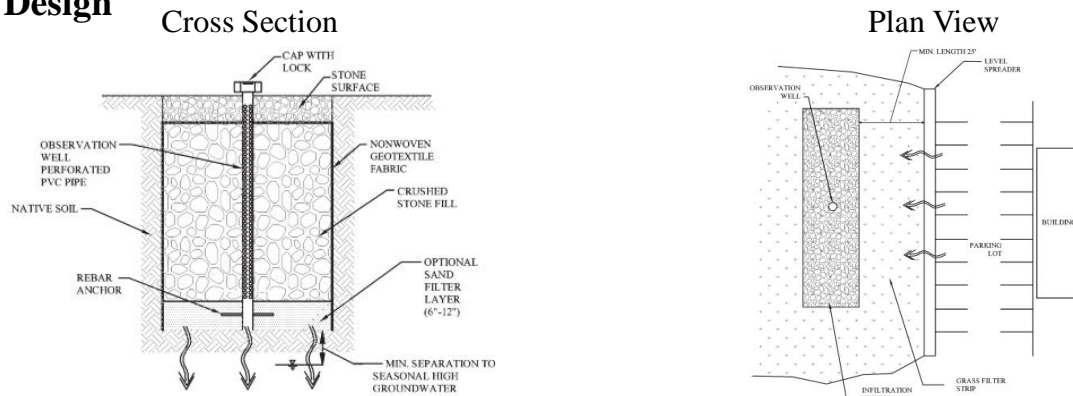 Design
Cross Section
CAP WITH
LOCK
STONE
SURFACE
OBSERVATION
WELL
PERFORATED
PVC PIPE
NONWOVEN
GEOTEXTILE
FABRIC
CRUSHED
STONE FILL
NATIVE SOIL
REBAR
ANCHOR
OPTIONAL
SAND
FILTER
LAYER
(6"-12")
MIN. SEPARATION TO
SEASONAL HIGH
GROUNDWATER
Plan View
MIN. LENGTH 25'
LEVEL
SPREADER
OBSERVATION
WELL
BUILDING
PARKING
LOT
GRASS FILTER
STRIP
INFILTRATION